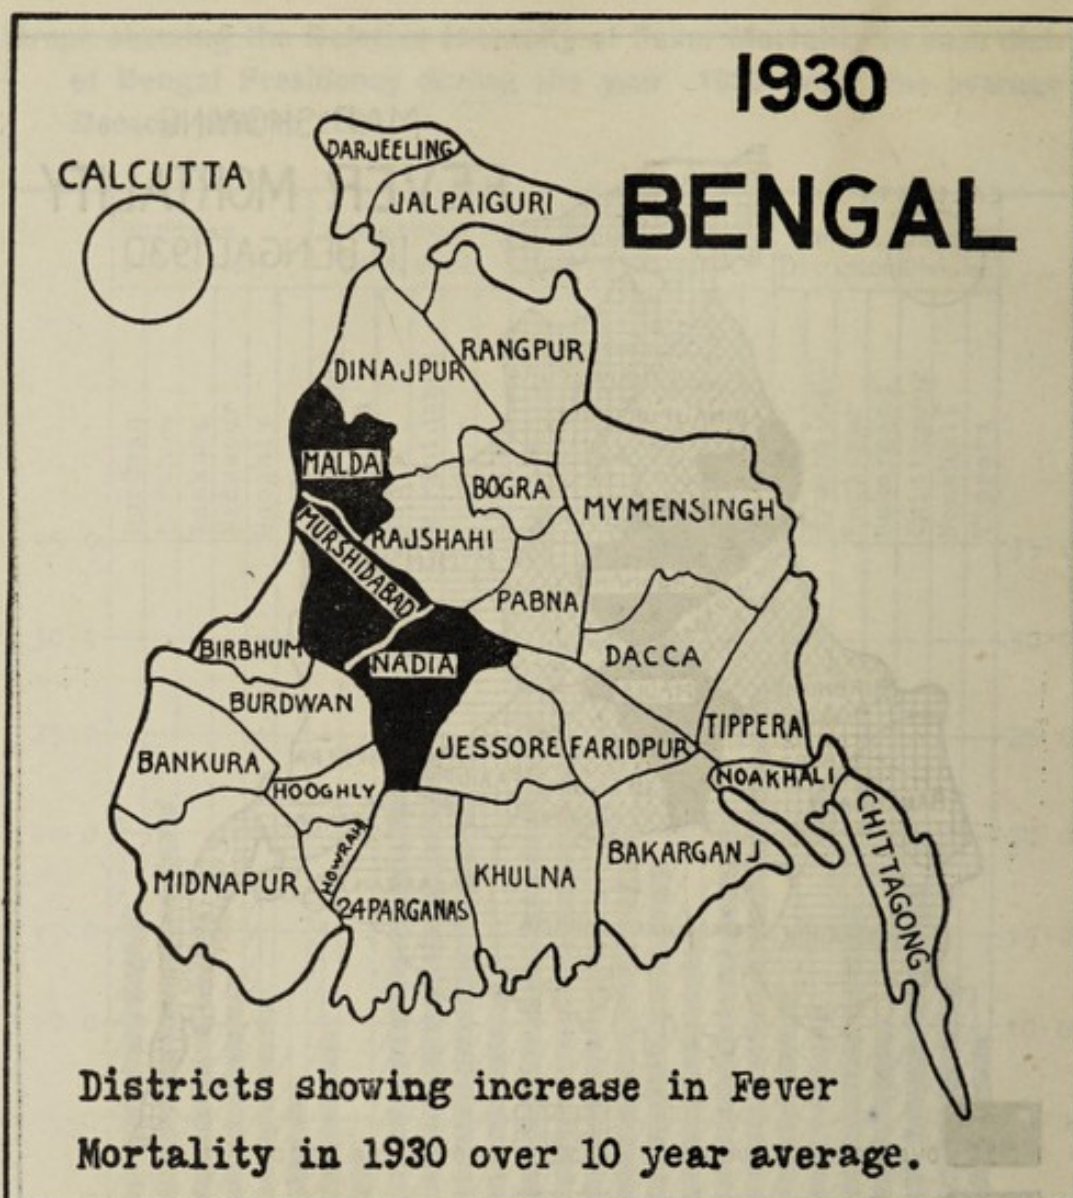 1930
BENGAL
CALCUTTA
DARJEELING
JALPAIGURI
DINAJPUR
RANGPUR
MALDA
BOGRA
MYMENSINGH
RAJSHAHI
MURSHIDABAD
PABNA
BIRBHUM
NADIA
DACCA
BURDWAN
TIPPERA
JESSORE
FARIDPUR
BANKURA
HOOGHLY
NOAKHALI
CHITTAGONG
HOWRAH
BAKARGANJ
MIDNAPUR
KHULNA
24PARGANAS
Districts showing increase in Fever
Mortality in 1930 over 10 year average.